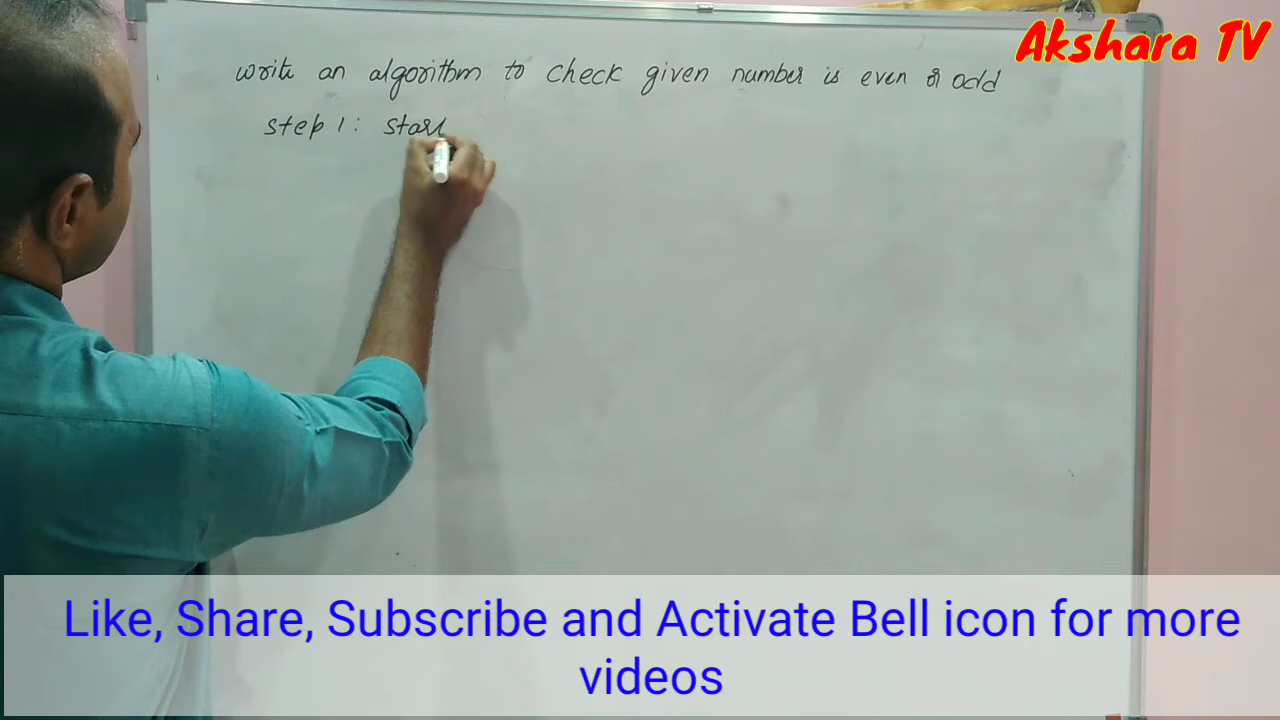 Akshara TV
write an algorithm to check given number is even or odd
step 1: start
Like, Share, Subscribe and Activate Bell icon for more
videos